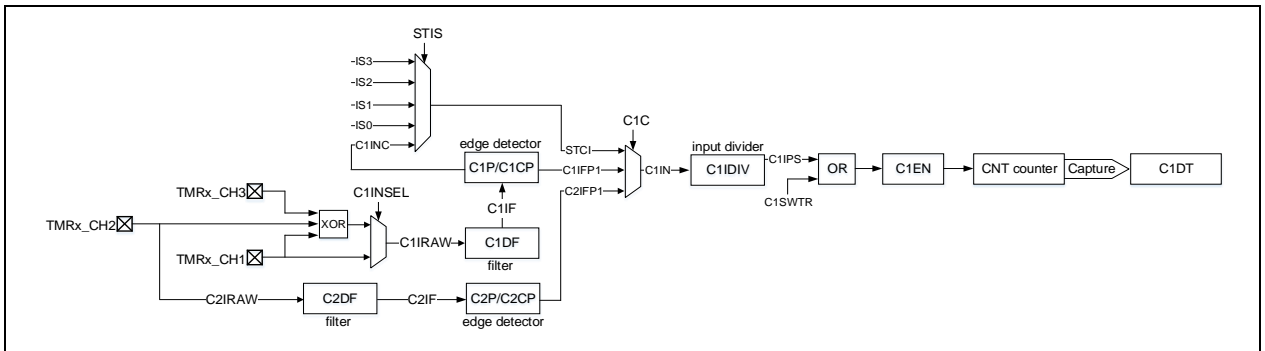 STIS
-IS3
-IS2
-IS1
-IS0
C1INC
edge detector
C1P/C1CP
STCI
C1IFP1
C2IFP1
C1C
C1IN
input divider
C1IDIV
C1IPS
C1SWTR
OR
C1EN
CNT counter
Capture
C1DT
TMRx_CH3
TMRx_CH2
TMRx_CH1
XOR
C1INSEL
C1IRAW
C1IF
C1DF
filter
C2IRAW
C2DF
filter
C2IF
C2P/C2CP
edge detector